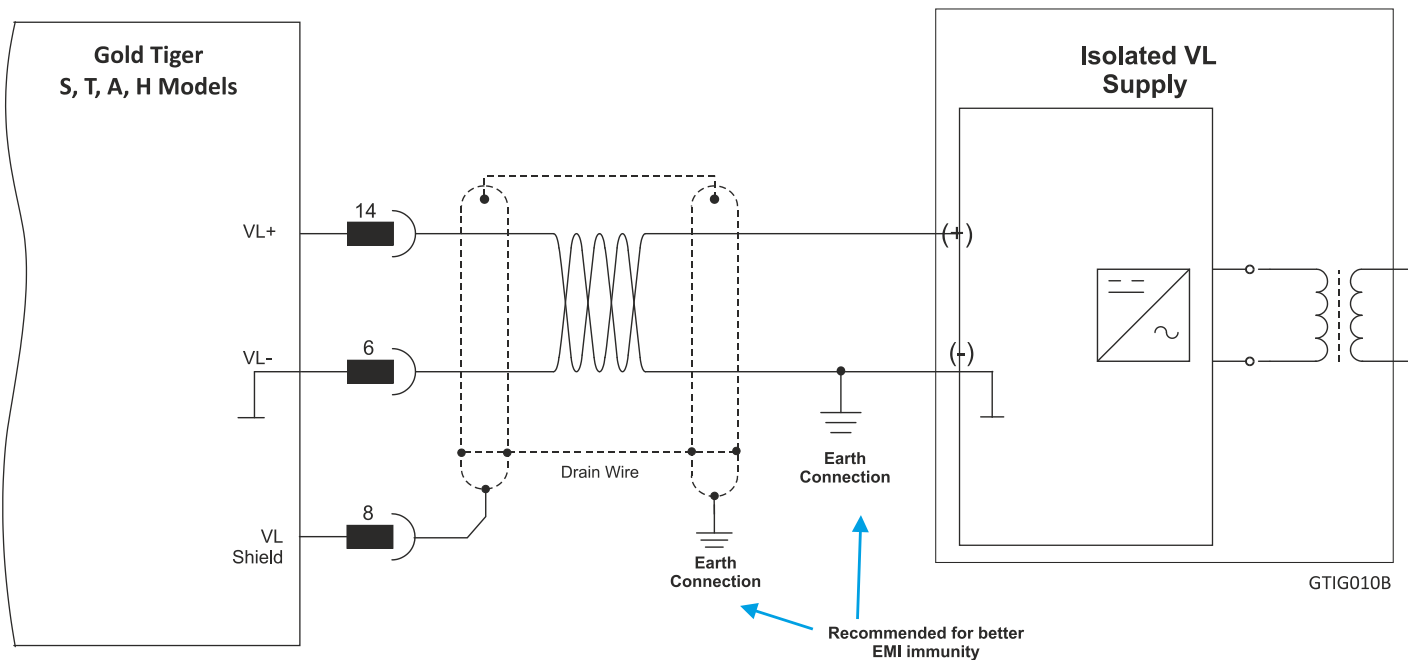 Gold Tiger
S, T, A, H Models
Isolated VL
Supply
VL+
14
(+)
VL-
6
(-)
Drain Wire
Earth
Connection
VL
Shield
8
Earth
Connection
GTIG010B
Recommended for better
EMI immunity